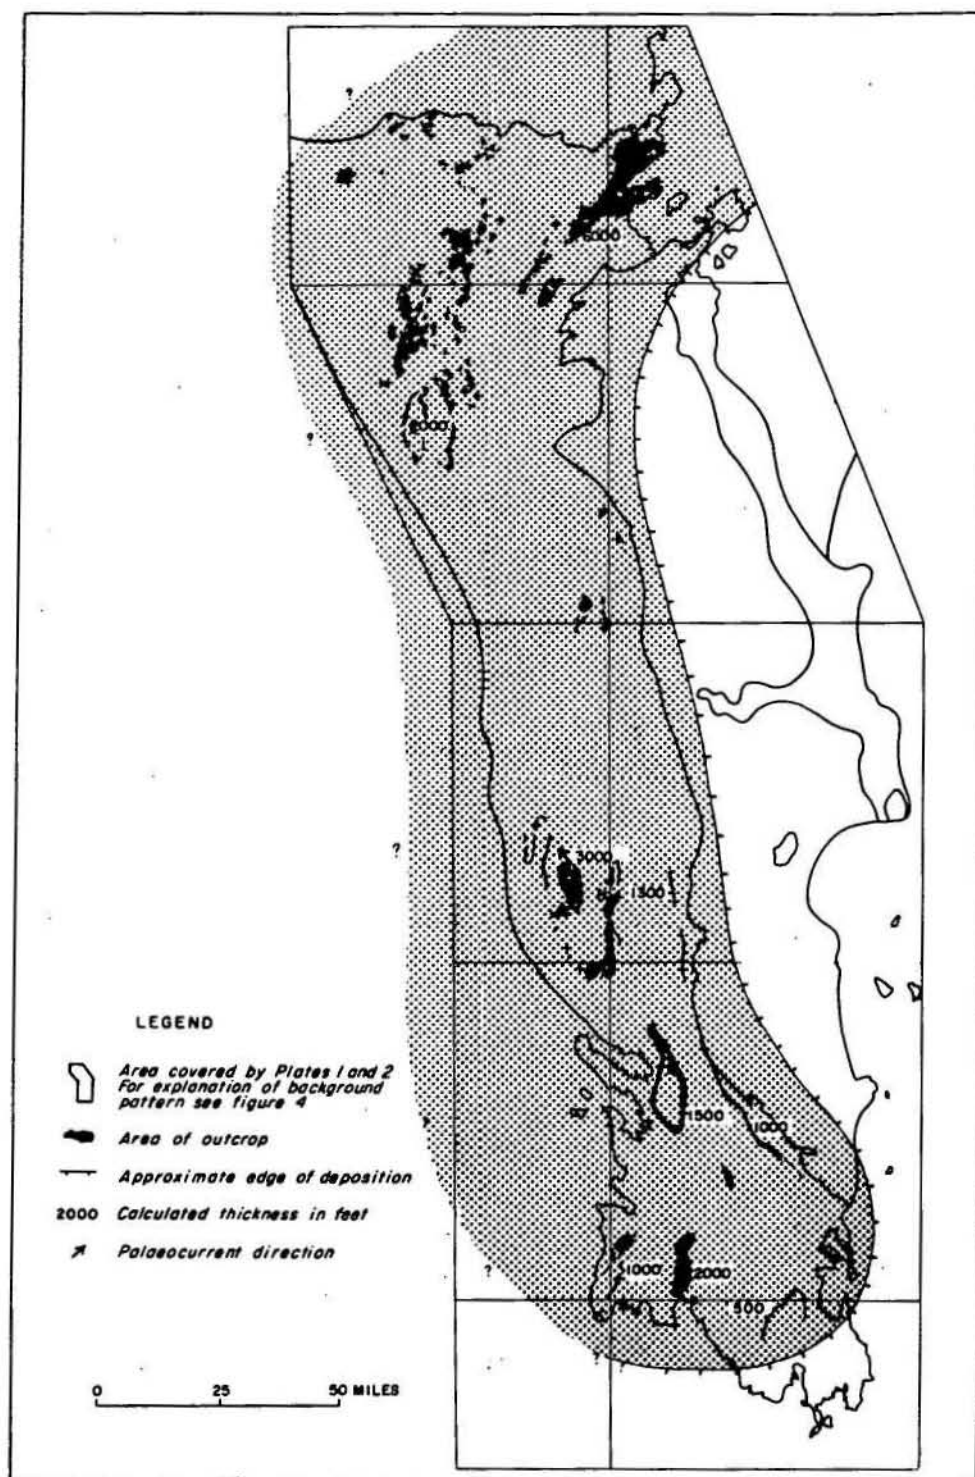 ?
2000
?
3000
?
1500
LEGEND
Area covered by Plates 1 and 2
For explanation of background
pattern see figure 4
Area of outcrop
Approximate edge of deposition
2000 Calculated thickness in feet
Palaeocurrent direction
1500
1000
?
?
1000
2000
500
?
0 25 50 MILES